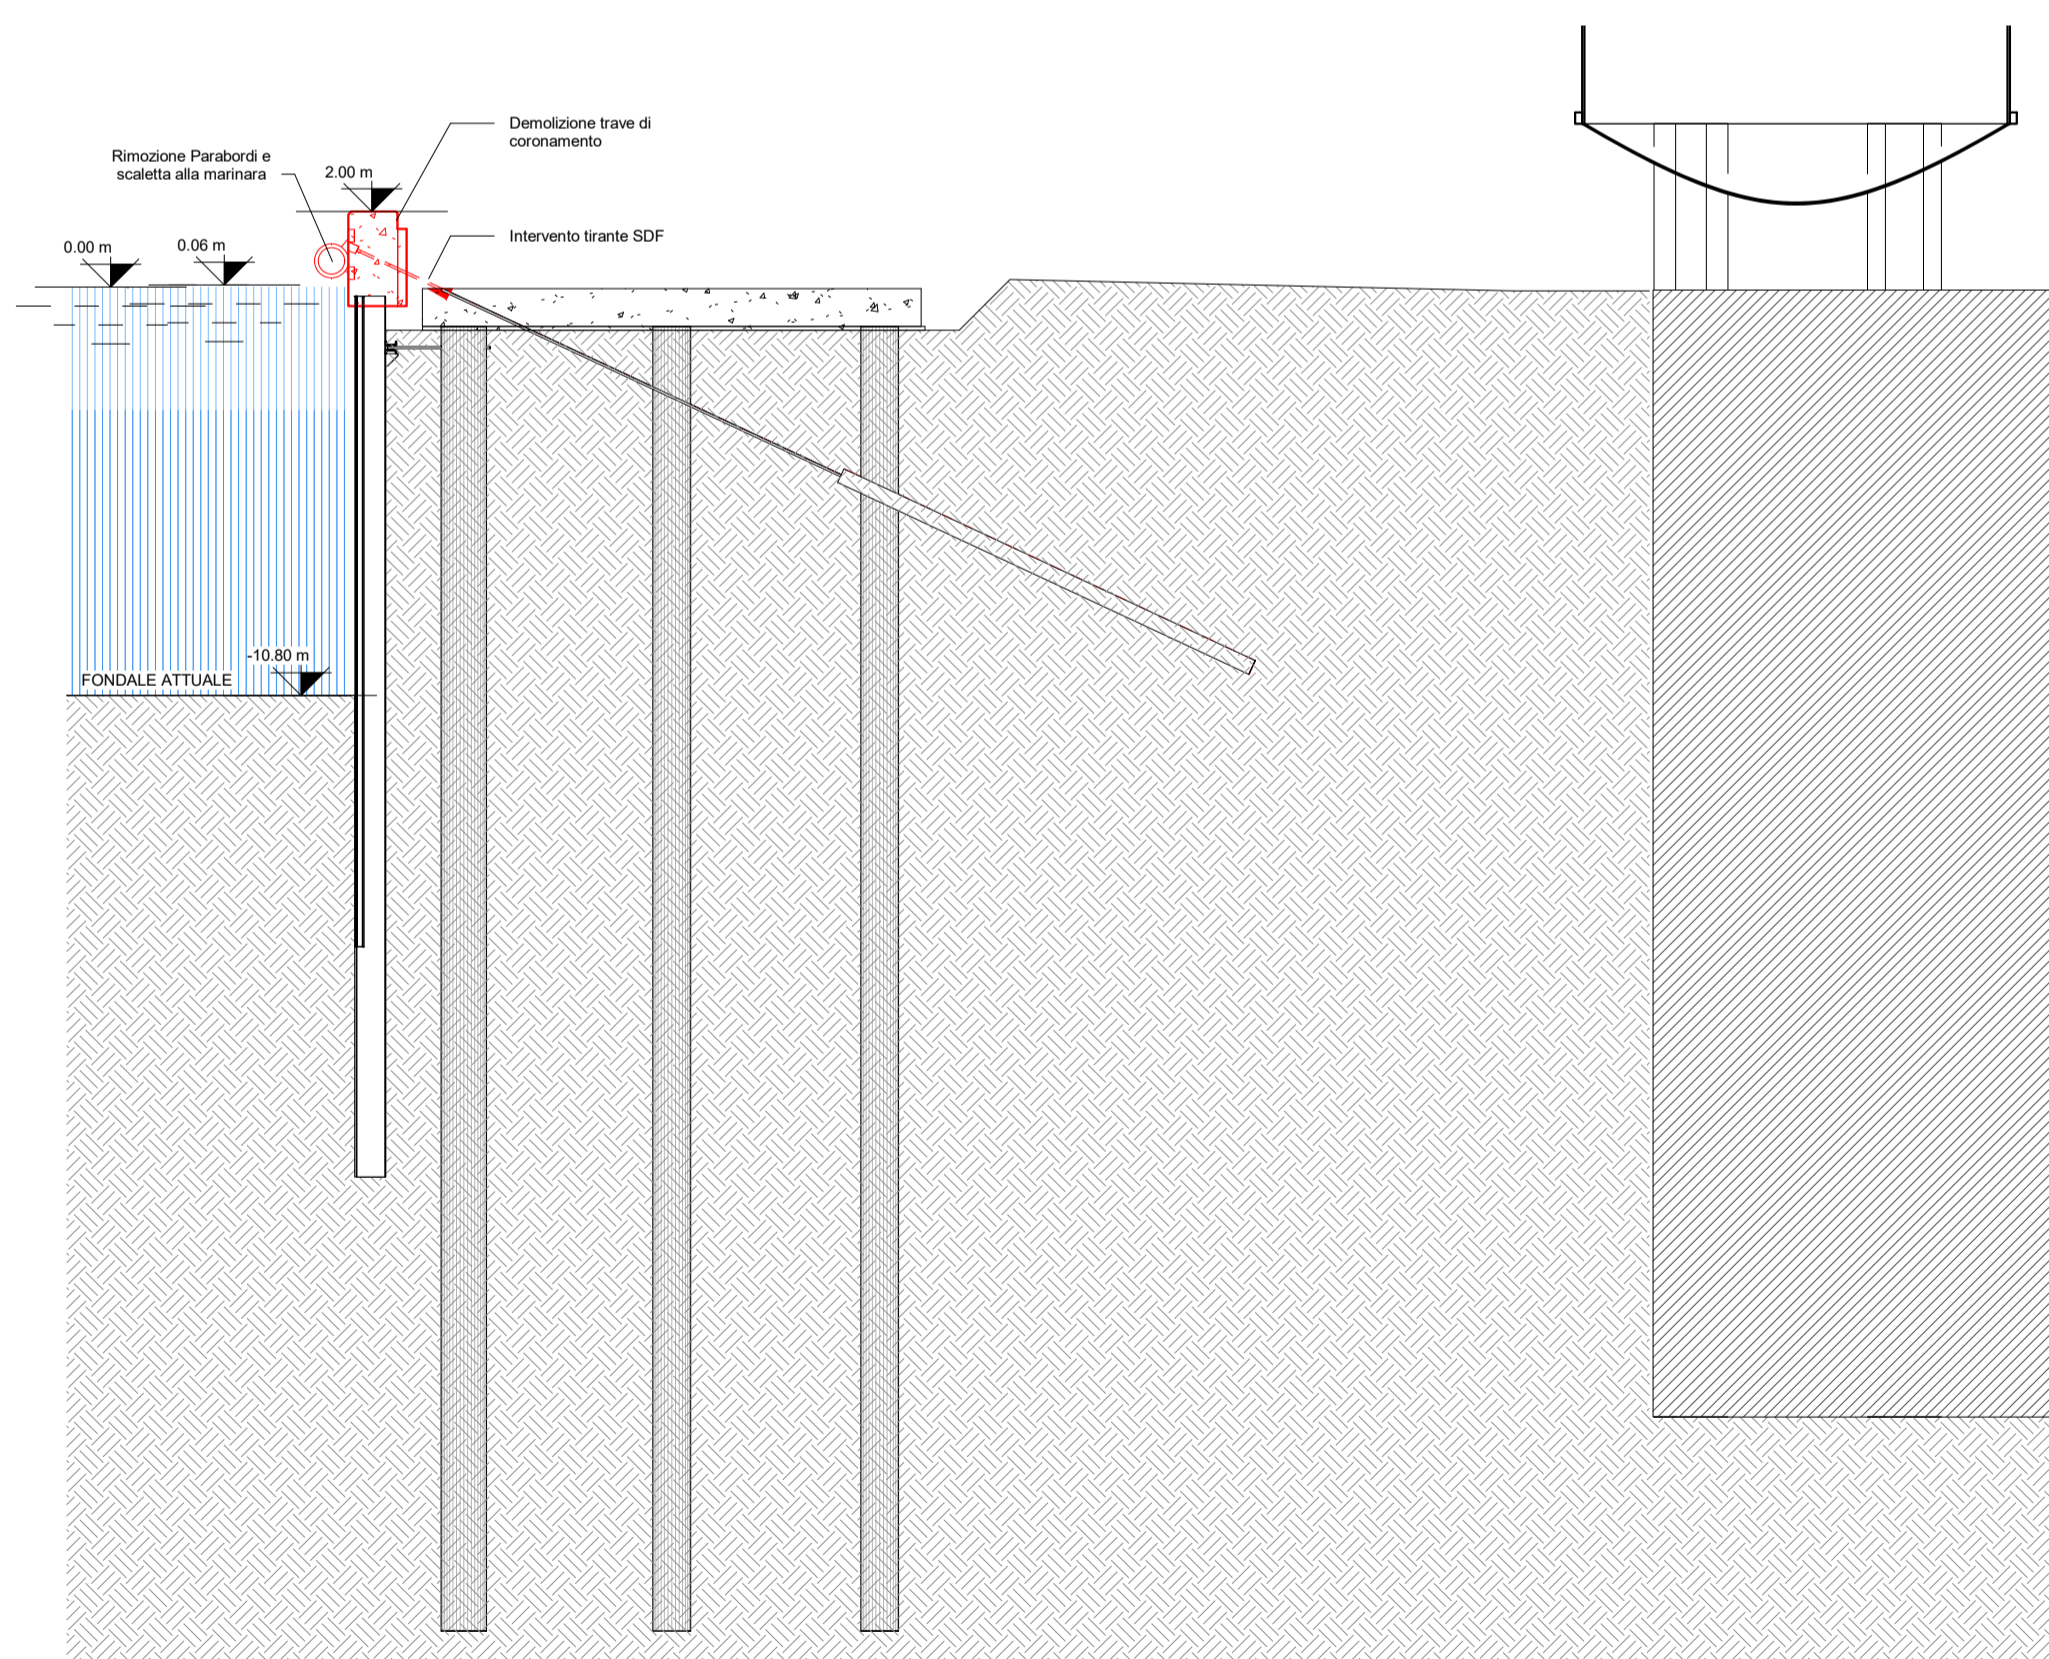 Demolizione trave di
coronamento
Rimozione Parabordi e
scaletta alla marinara
2.00 m
Intervento tirante SDF
0.00 m
0.06 m
-10.80 m
FONDALE ATTUALE